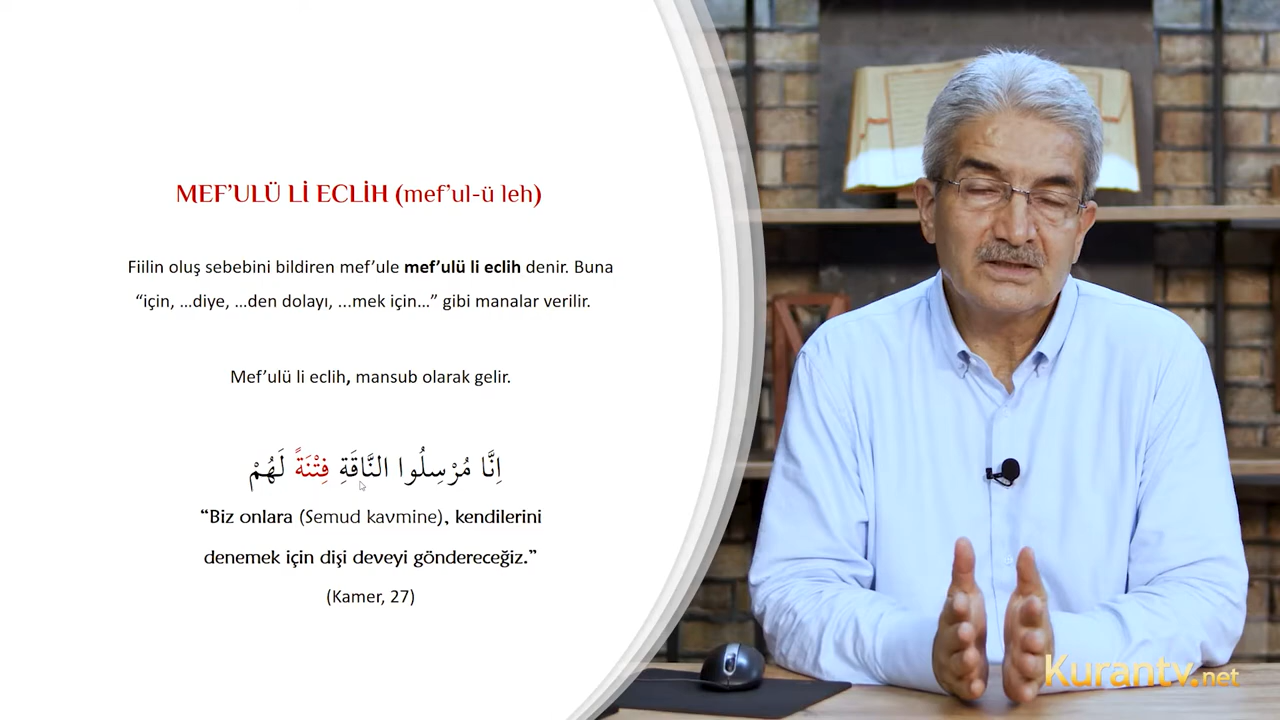 MEF’ULÜ Lİ ECLİH (mef’ul-ü leh)
Fiilin oluş sebebini bildiren mef’ule mef’ulü li eclih denir. Buna
“için, ...diye, ...den dolayı, ...mek için...” gibi manalar verilir.
Mef’ulü li eclih, mansub olarak gelir.
اِنَّا مُرْسِلُوا النَّاقَةِ فِتْنَةً لَهُمْ
“Biz onlara (Semud kavmine), kendilerini
denemek için dişi deveyi göndereceğiz.”
(Kamer, 27)
Kurantv.net